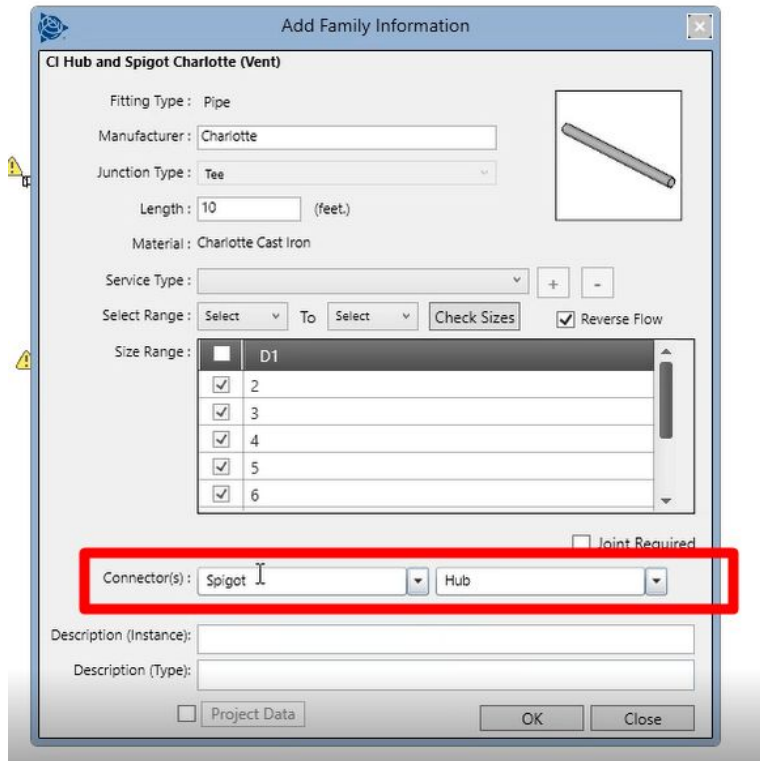 Add Family Information
CI Hub and Spigot Charlotte (Vent)
Fitting Type : Pipe
Manufacturer : Charlotte
Junction Type : Tee
Length : 10 (feet.)
Material : Charlotte Cast Iron
Service Type :
+ -
Select Range : Select To Select Check Sizes Reverse Flow
Size Range : D1
2
3
4
5
6
Joint Required
Connector(s) : Spigot Hub
Description (Instance):
Description (Type):
Project Data OK Close